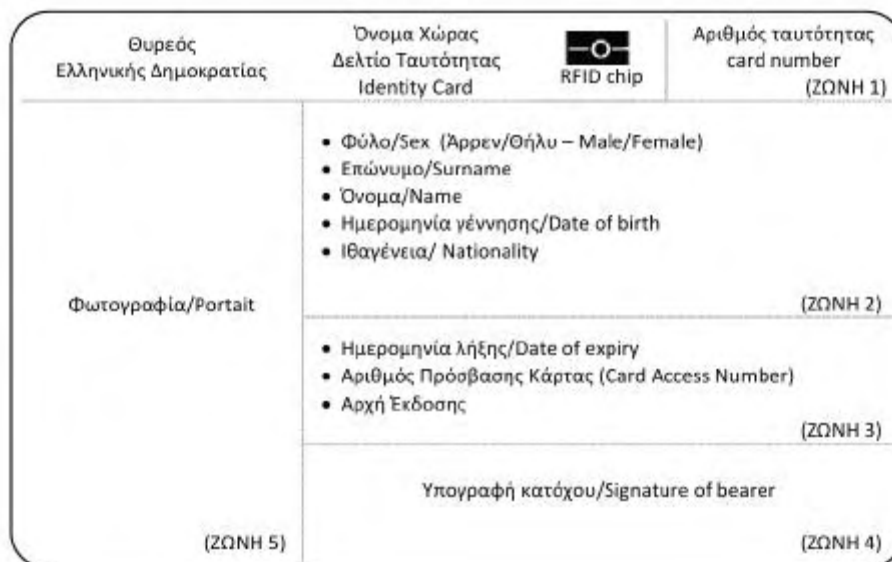 Θυρεός
Ελληνικής Δημοκρατίας
Όνομα Χώρας
Δελτίο Ταυτότητας
Identity Card
RFID chip
Αριθμός ταυτότητας
card number
(ΖΩΝΗ 1)
• Φύλο/Sex (Άρρεν/Θήλυ – Male/Female)
• Επώνυμο/Surname
• Όνομα/Name
• Ημερομηνία γέννησης/Date of birth
• Ιθαγένεια/ Nationality
(ΖΩΝΗ 2)
Φωτογραφία/Portait
(ΖΩΝΗ 5)
• Ημερομηνία λήξης/Date of expiry
• Αριθμός Πρόσβασης Κάρτας (Card Access Number)
• Αρχή Έκδοσης
(ΖΩΝΗ 3)
Υπογραφή κατόχου/Signature of bearer
(ΖΩΝΗ 4)